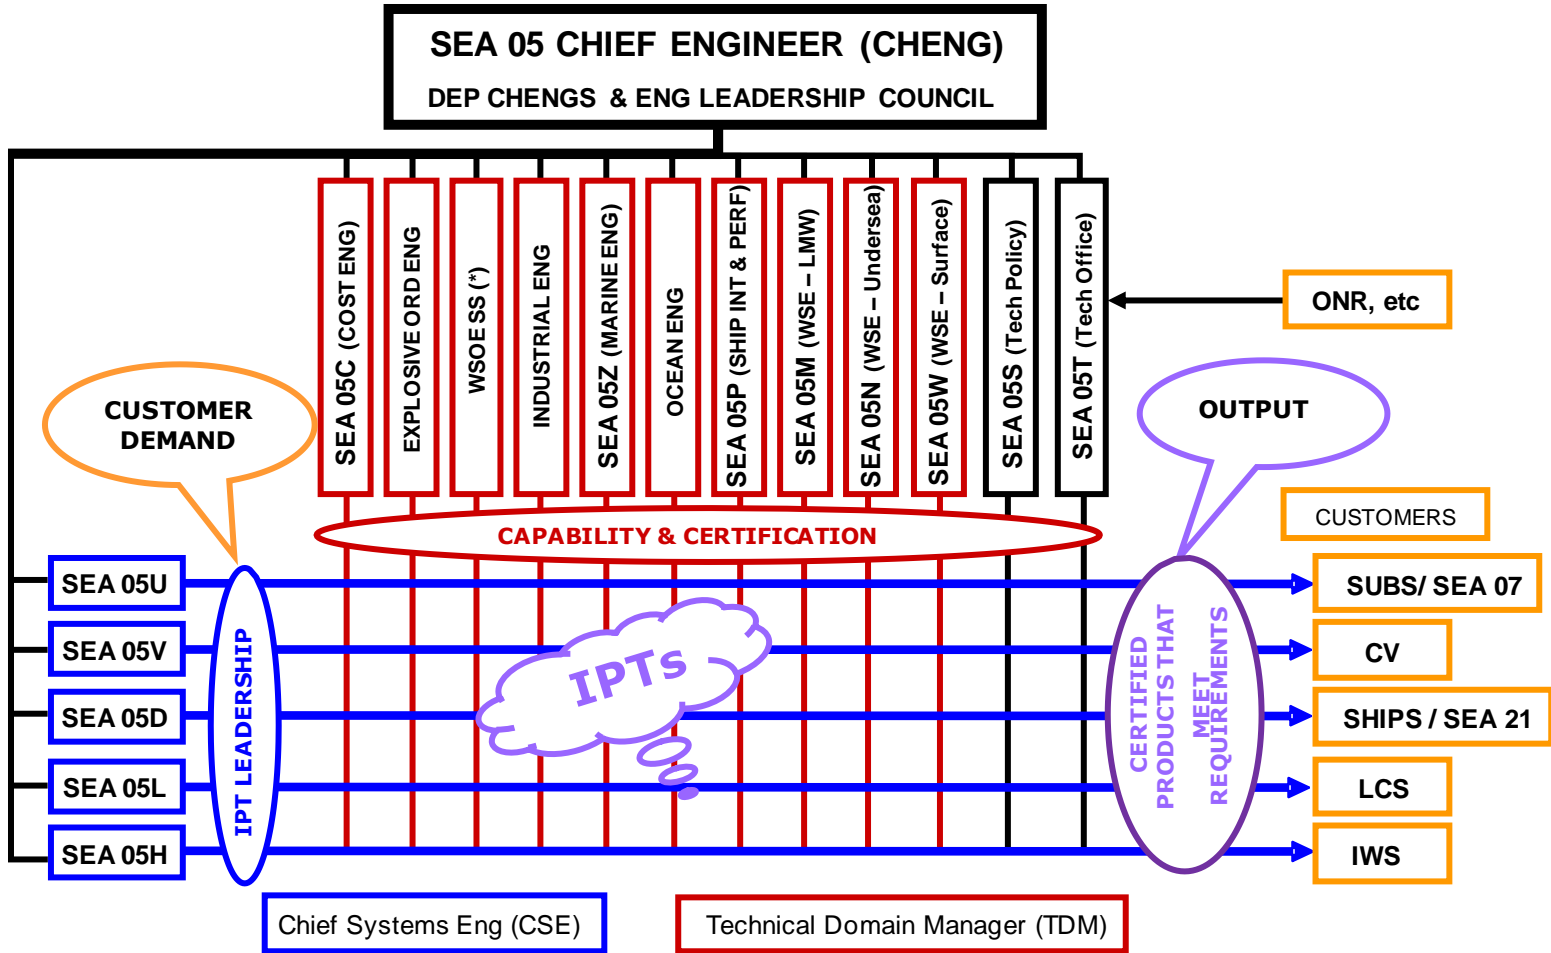 SEA 05 CHIEF ENGINEER (CHENG)
DEP CHENGS & ENG LEADERSHIP COUNCIL
SEA 05C (COST ENG)
EXPLOSIVE ORD ENG
WSOE SS (*)
INDUSTRIAL ENG
SEA 05Z (MARINE ENG)
OCEAN ENG
SEA 05P (SHIP INT & PERF)
SEA 05M (WSE – LMW)
SEA 05N (WSE – Undersea)
SEA 05W (WSE – Surface)
SEA 05S (Tech Policy)
SEA 05T (Tech Office)
ONR, etc
CUSTOMER
DEMAND
OUTPUT
CAPABILITY & CERTIFICATION
CUSTOMERS
SEA 05U
SEA 05V
SEA 05D
SEA 05L
SEA 05H
IPT LEADERSHIP
IPTs
CERTIFIED
PRODUCTS THAT
MEET
REQUIREMENTS
SUBS/ SEA 07
CV
SHIPS / SEA 21
LCS
IWS
Chief Systems Eng (CSE)
Technical Domain Manager (TDM)